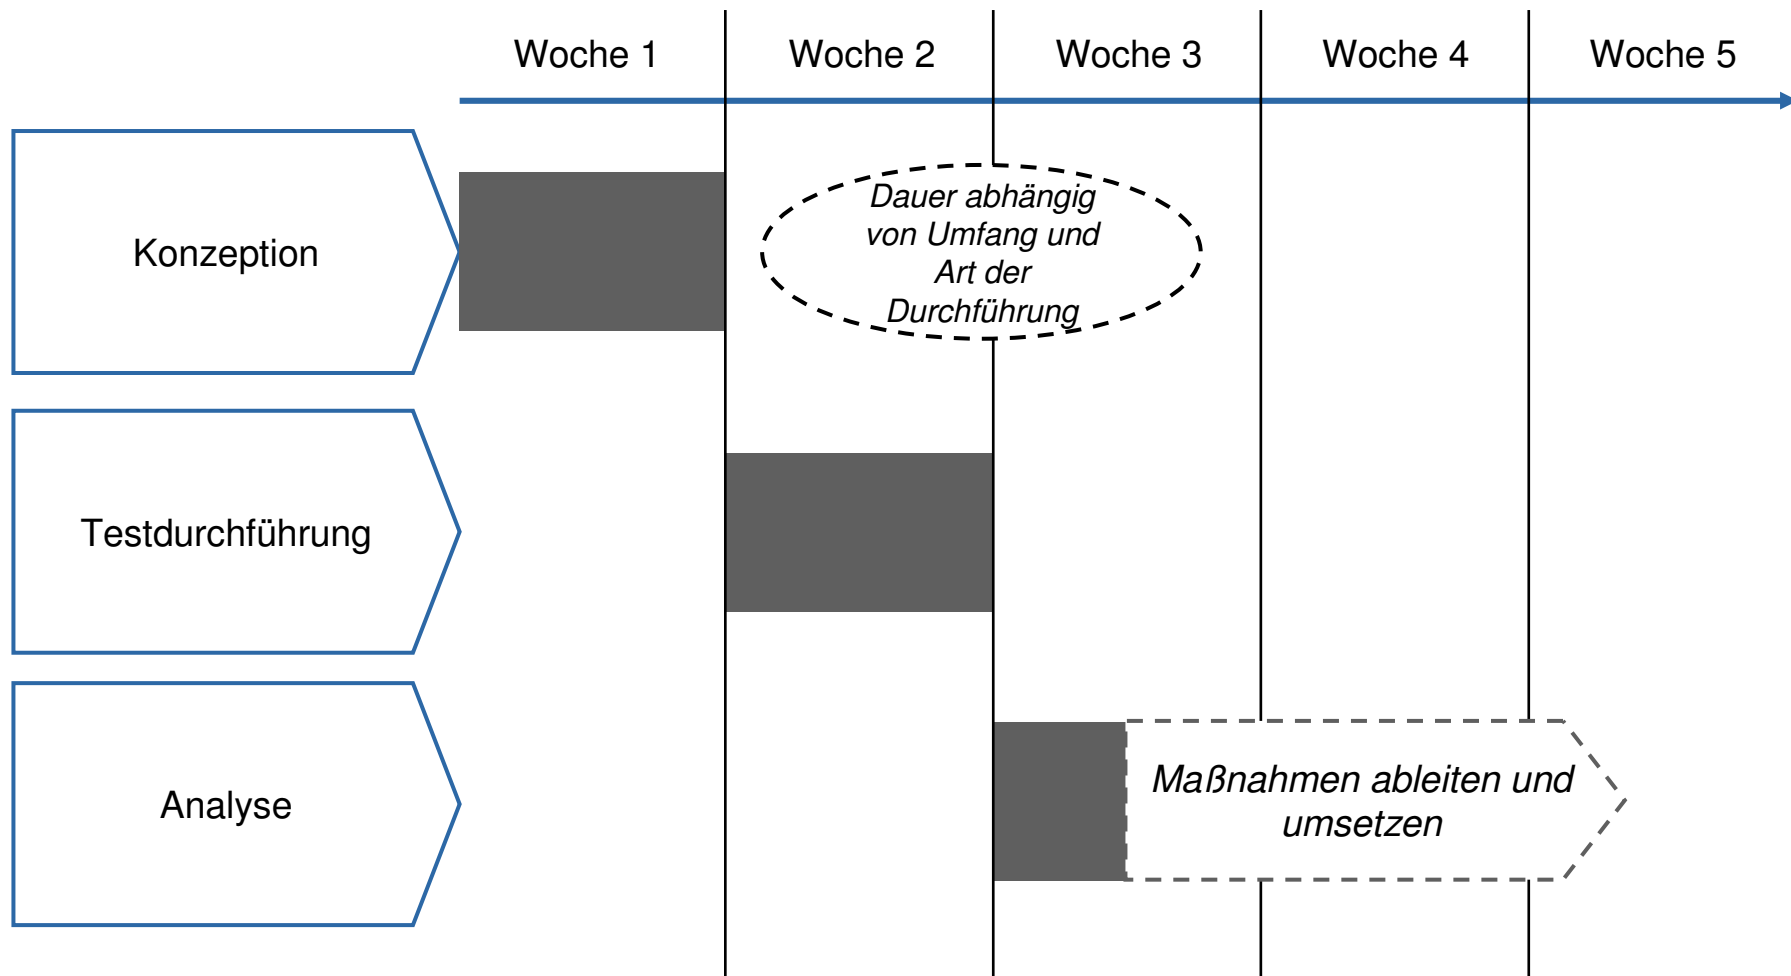 Woche 1
Woche 2
Woche 3
Woche 4
Woche 5
Konzeption
Dauer abhängig
von Umfang und
Art der
Durchführung
Testdurchführung
Analyse
Maßnahmen ableiten und
umsetzen